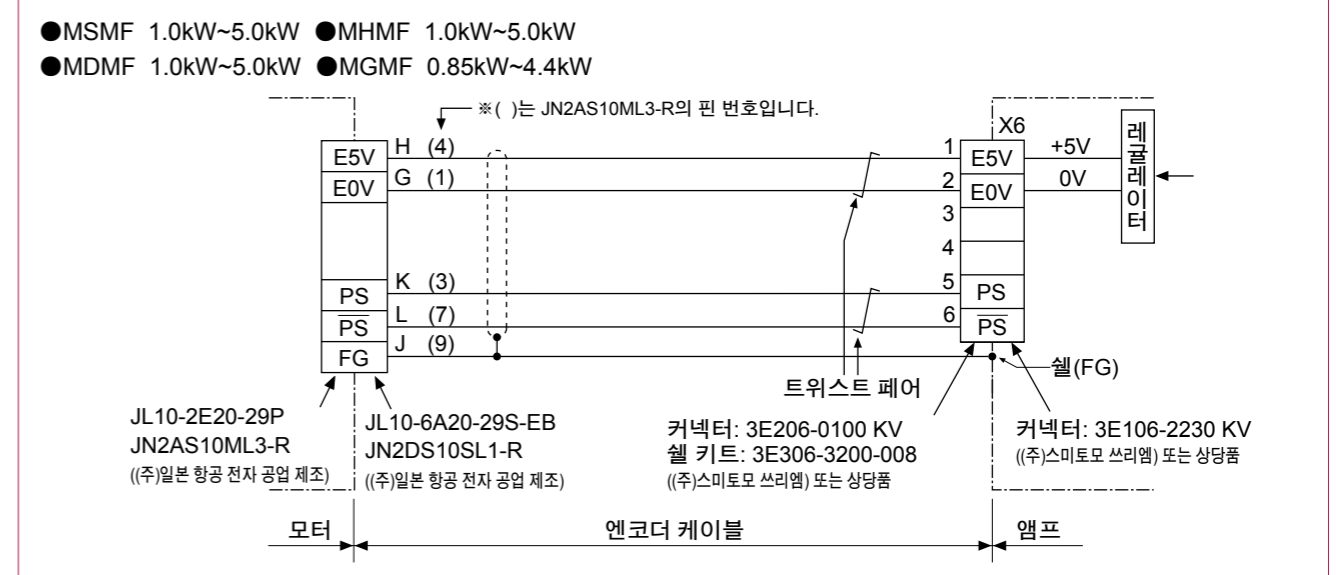 ●MSMF 1.0kW~5.0kW ●MHMF 1.0kW~5.0kW
●MDMF 1.0kW~5.0kW ●MGMF 0.85kW~4.4kW
※( )는 JN2AS10ML3-R의 핀 번호입니다.
X6
E5V H (4) 1 E5V +5V
E0V G (1) 2 E0V 0V
레귤레이터
3
4
PS K (3) 5 PS
P̅S̅ L (7) 6 P̅S̅
FG J (9)
쉘(FG)
트위스트 페어
JL10-2E20-29P
JN2AS10ML3-R
((주)일본 항공 전자 공업 제조)
JL10-6A20-29S-EB
JN2DS10SL1-R
((주)일본 항공 전자 공업 제조)
커넥터: 3E206-0100 KV
쉘 키트: 3E306-3200-008
((주)스미토모 쓰리엠) 또는 상당품
커넥터: 3E106-2230 KV
((주)스미토모 쓰리엠) 또는 상당품
모터 엔코더 케이블 앰프